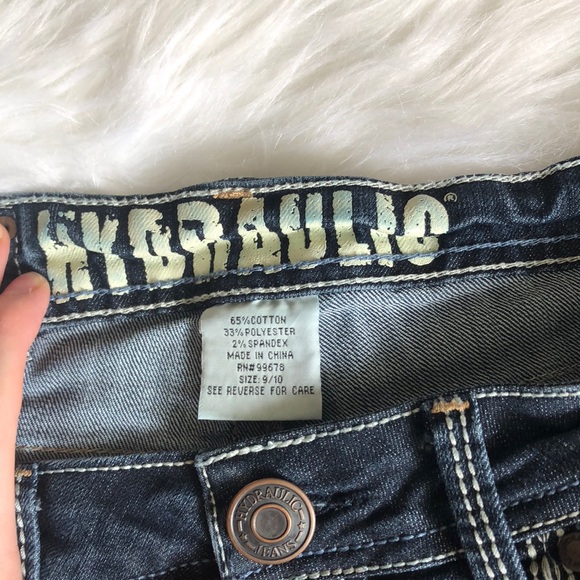 HYDRAULIC®
65%COTTON
33%POLYESTER
2%SPANDEX
MADE IN CHINA
RN#99678
SIZE: 9/10
SEE REVERSE FOR CARE
HYDRAULIC
JEANS